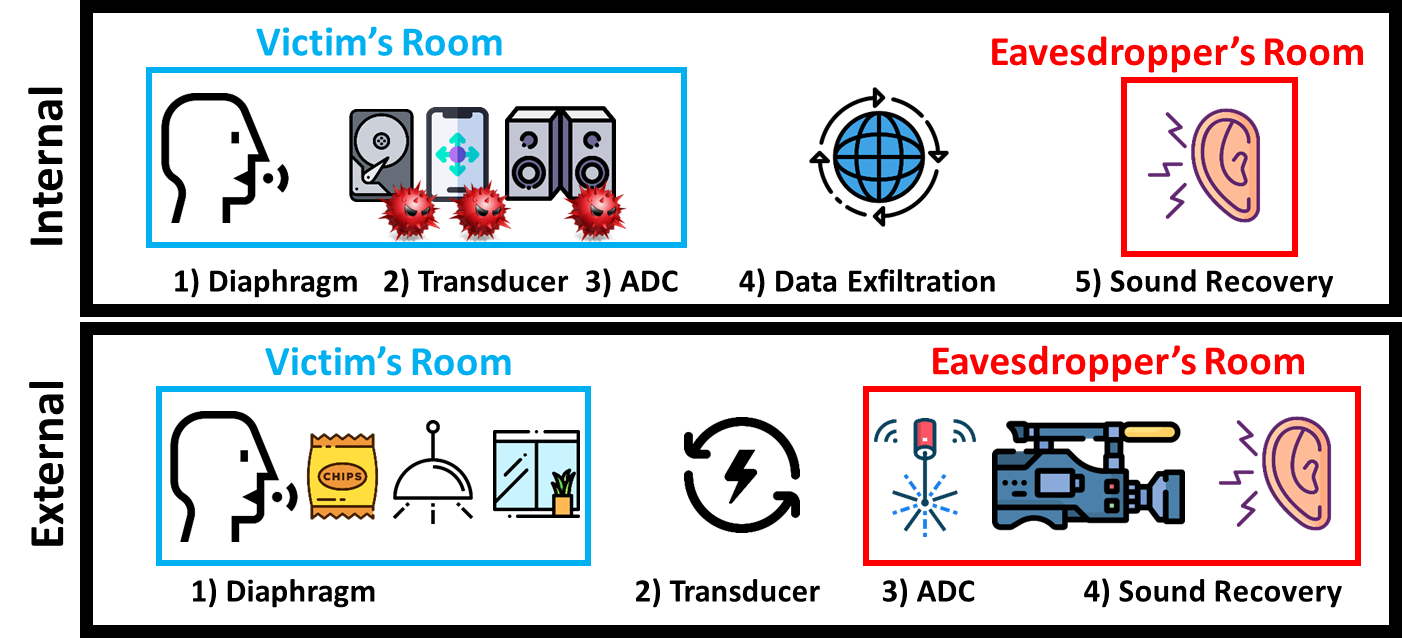 Internal
Victim's Room
Eavesdropper's Room
1) Diaphragm 2) Transducer 3) ADC 4) Data Exfiltration 5) Sound Recovery
External
Victim's Room
Eavesdropper's Room
CHIPS
1) Diaphragm 2) Transducer 3) ADC 4) Sound Recovery